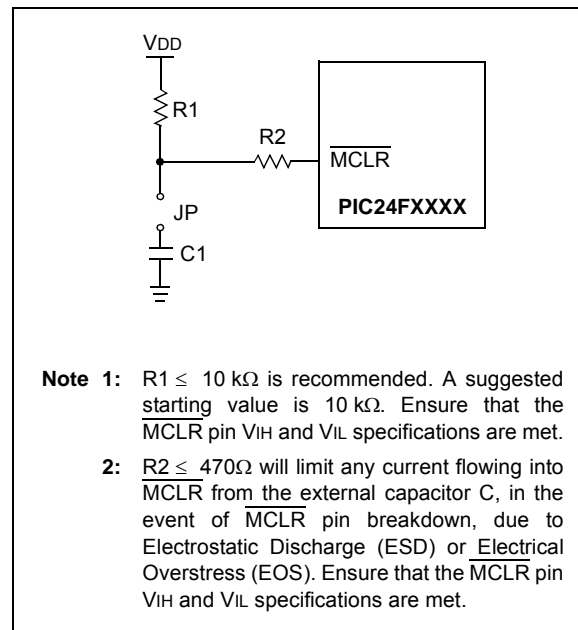 VDD
R1
R2
MCLR
JP
PIC24FXXXX
C1
Note 1: R1 ≤ 10 kΩ is recommended. A suggested
starting value is 10 kΩ. Ensure that the
MCLR pin VIH and VIL specifications are met.
2: R2 ≤ 470Ω will limit any current flowing into
MCLR from the external capacitor C, in the
event of MCLR pin breakdown, due to
Electrostatic Discharge (ESD) or Electrical
Overstress (EOS). Ensure that the MCLR pin
VIH and VIL specifications are met.